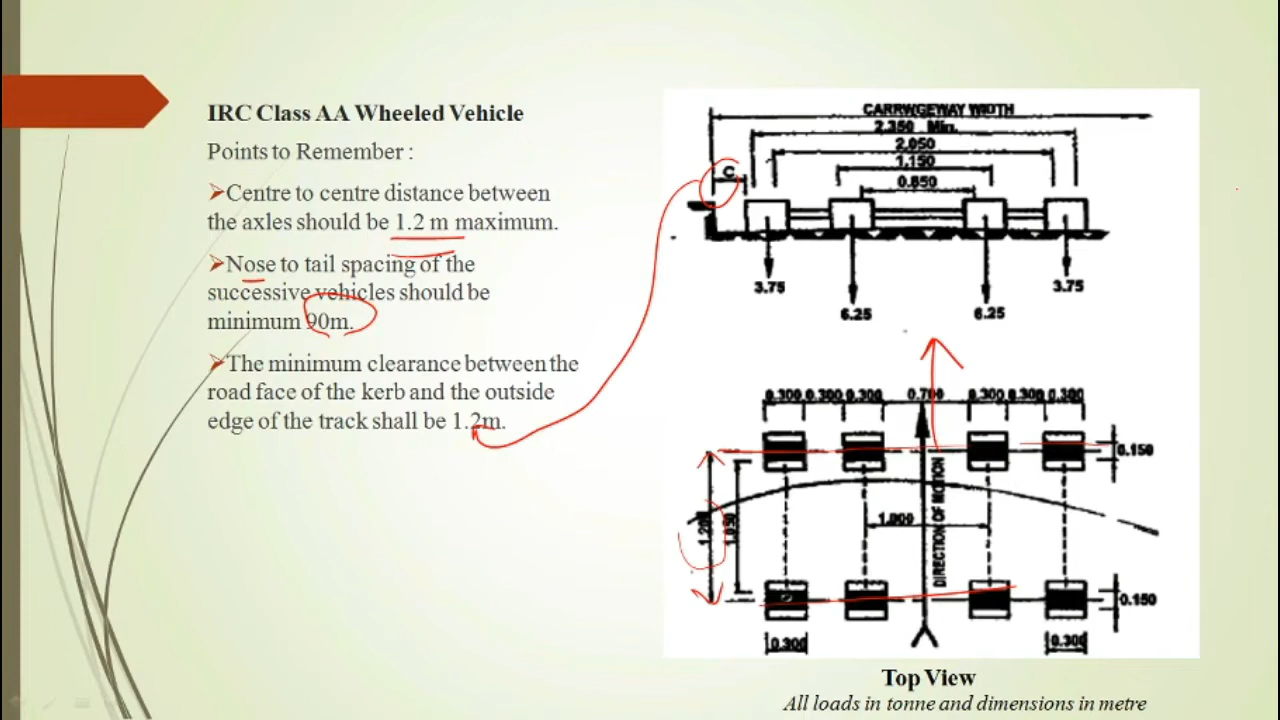 IRC Class AA Wheeled Vehicle
Points to Remember :
Centre to centre distance between
the axles should be 1.2 m maximum.
Nose to tail spacing of the
successive vehicles should be
minimum 90m.
The minimum clearance between the
road face of the kerb and the outside
edge of the track shall be 1.2m.
CARRWGEWAY WIDTH
2.350 Min.
2.050
1.150
0.850
C
3.75
6.25
6.25
3.75
0.300 0.300 0.300 0.700 0.300 0.300 0.300
0.150
1.200
1.050
1.000
DIRECTION OF MOTION
0.150
0.300
0.300
Top View
All loads in tonne and dimensions in metre